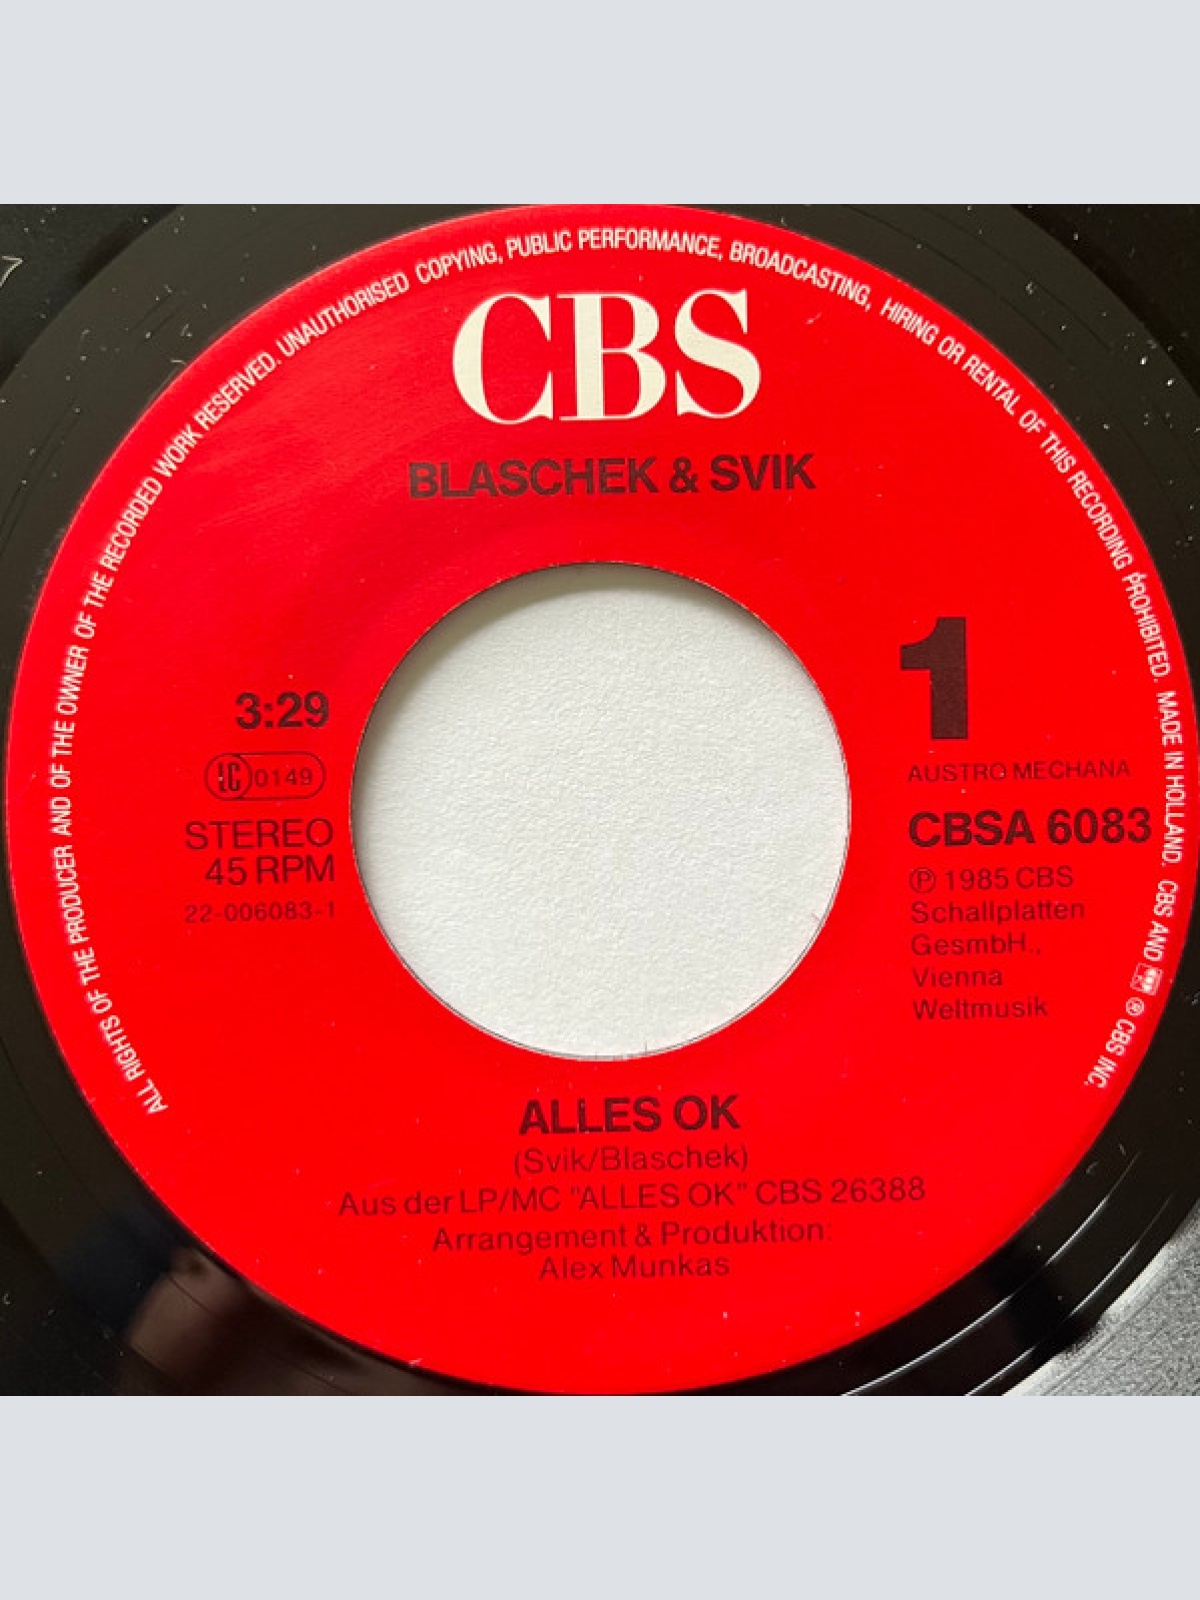 ALL RIGHTS OF THE PRODUCER AND OF THE OWNER OF THE RECORDED WORK RESERVED. UNAUTHORISED COPYING, PUBLIC PERFORMANCE, BROADCASTING, HIRING OR RENTAL OF THIS RECORDING PROHIBITED. MADE IN HOLLAND. CBS AND ® CBS INC.
CBS
BLASCHEK & SVIK
3:29
LC 0149
STEREO
45 RPM
22-006083-1
1
AUSTRO MECHANA
CBSA 6083
℗ 1985 CBS
Schallplatten
GesmbH.,
Vienna
Weltmusik
ALLES OK
(Svik/Blaschek)
Aus der LP/MC "ALLES OK" CBS 26388
Arrangement & Produktion:
Alex Munkas